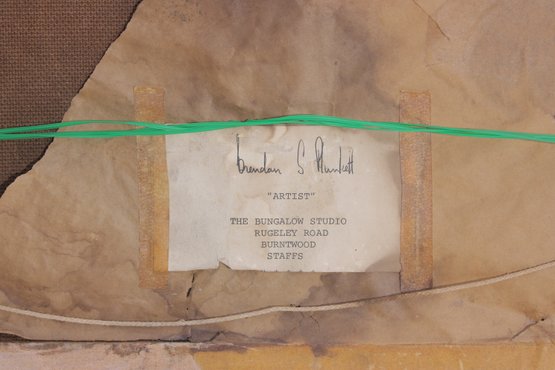 Brendan S Plunkett
"ARTIST"
THE BUNGALOW STUDIO
RUGELEY ROAD
BURNTWOOD
STAFFS